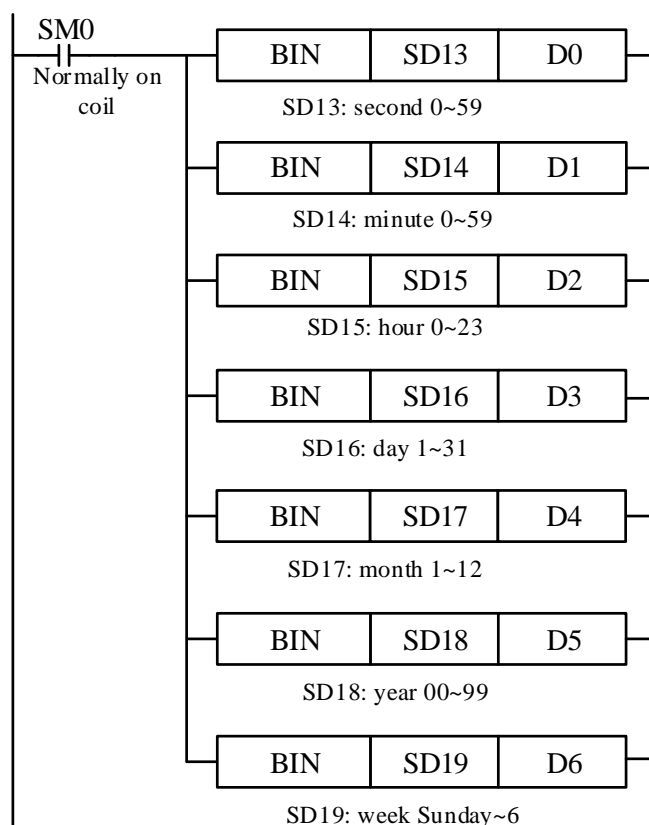 SM0
Normally on
coil
BIN SD13 D0
SD13: second 0~59
BIN SD14 D1
SD14: minute 0~59
BIN SD15 D2
SD15: hour 0~23
BIN SD16 D3
SD16: day 1~31
BIN SD17 D4
SD17: month 1~12
BIN SD18 D5
SD18: year 00~99
BIN SD19 D6
SD19: week Sunday~6